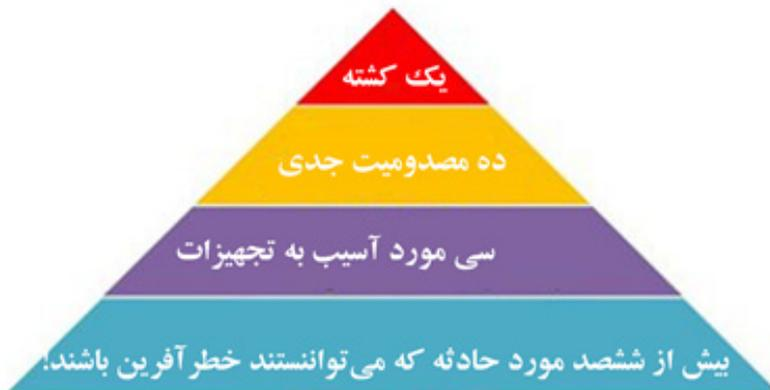 یک کشته
ده مصدومیت جدی
سی مورد آسیب به تجهیزات
بیش از ششصد مورد حادثه که می‌تواننستند خطرآفرین باشند!